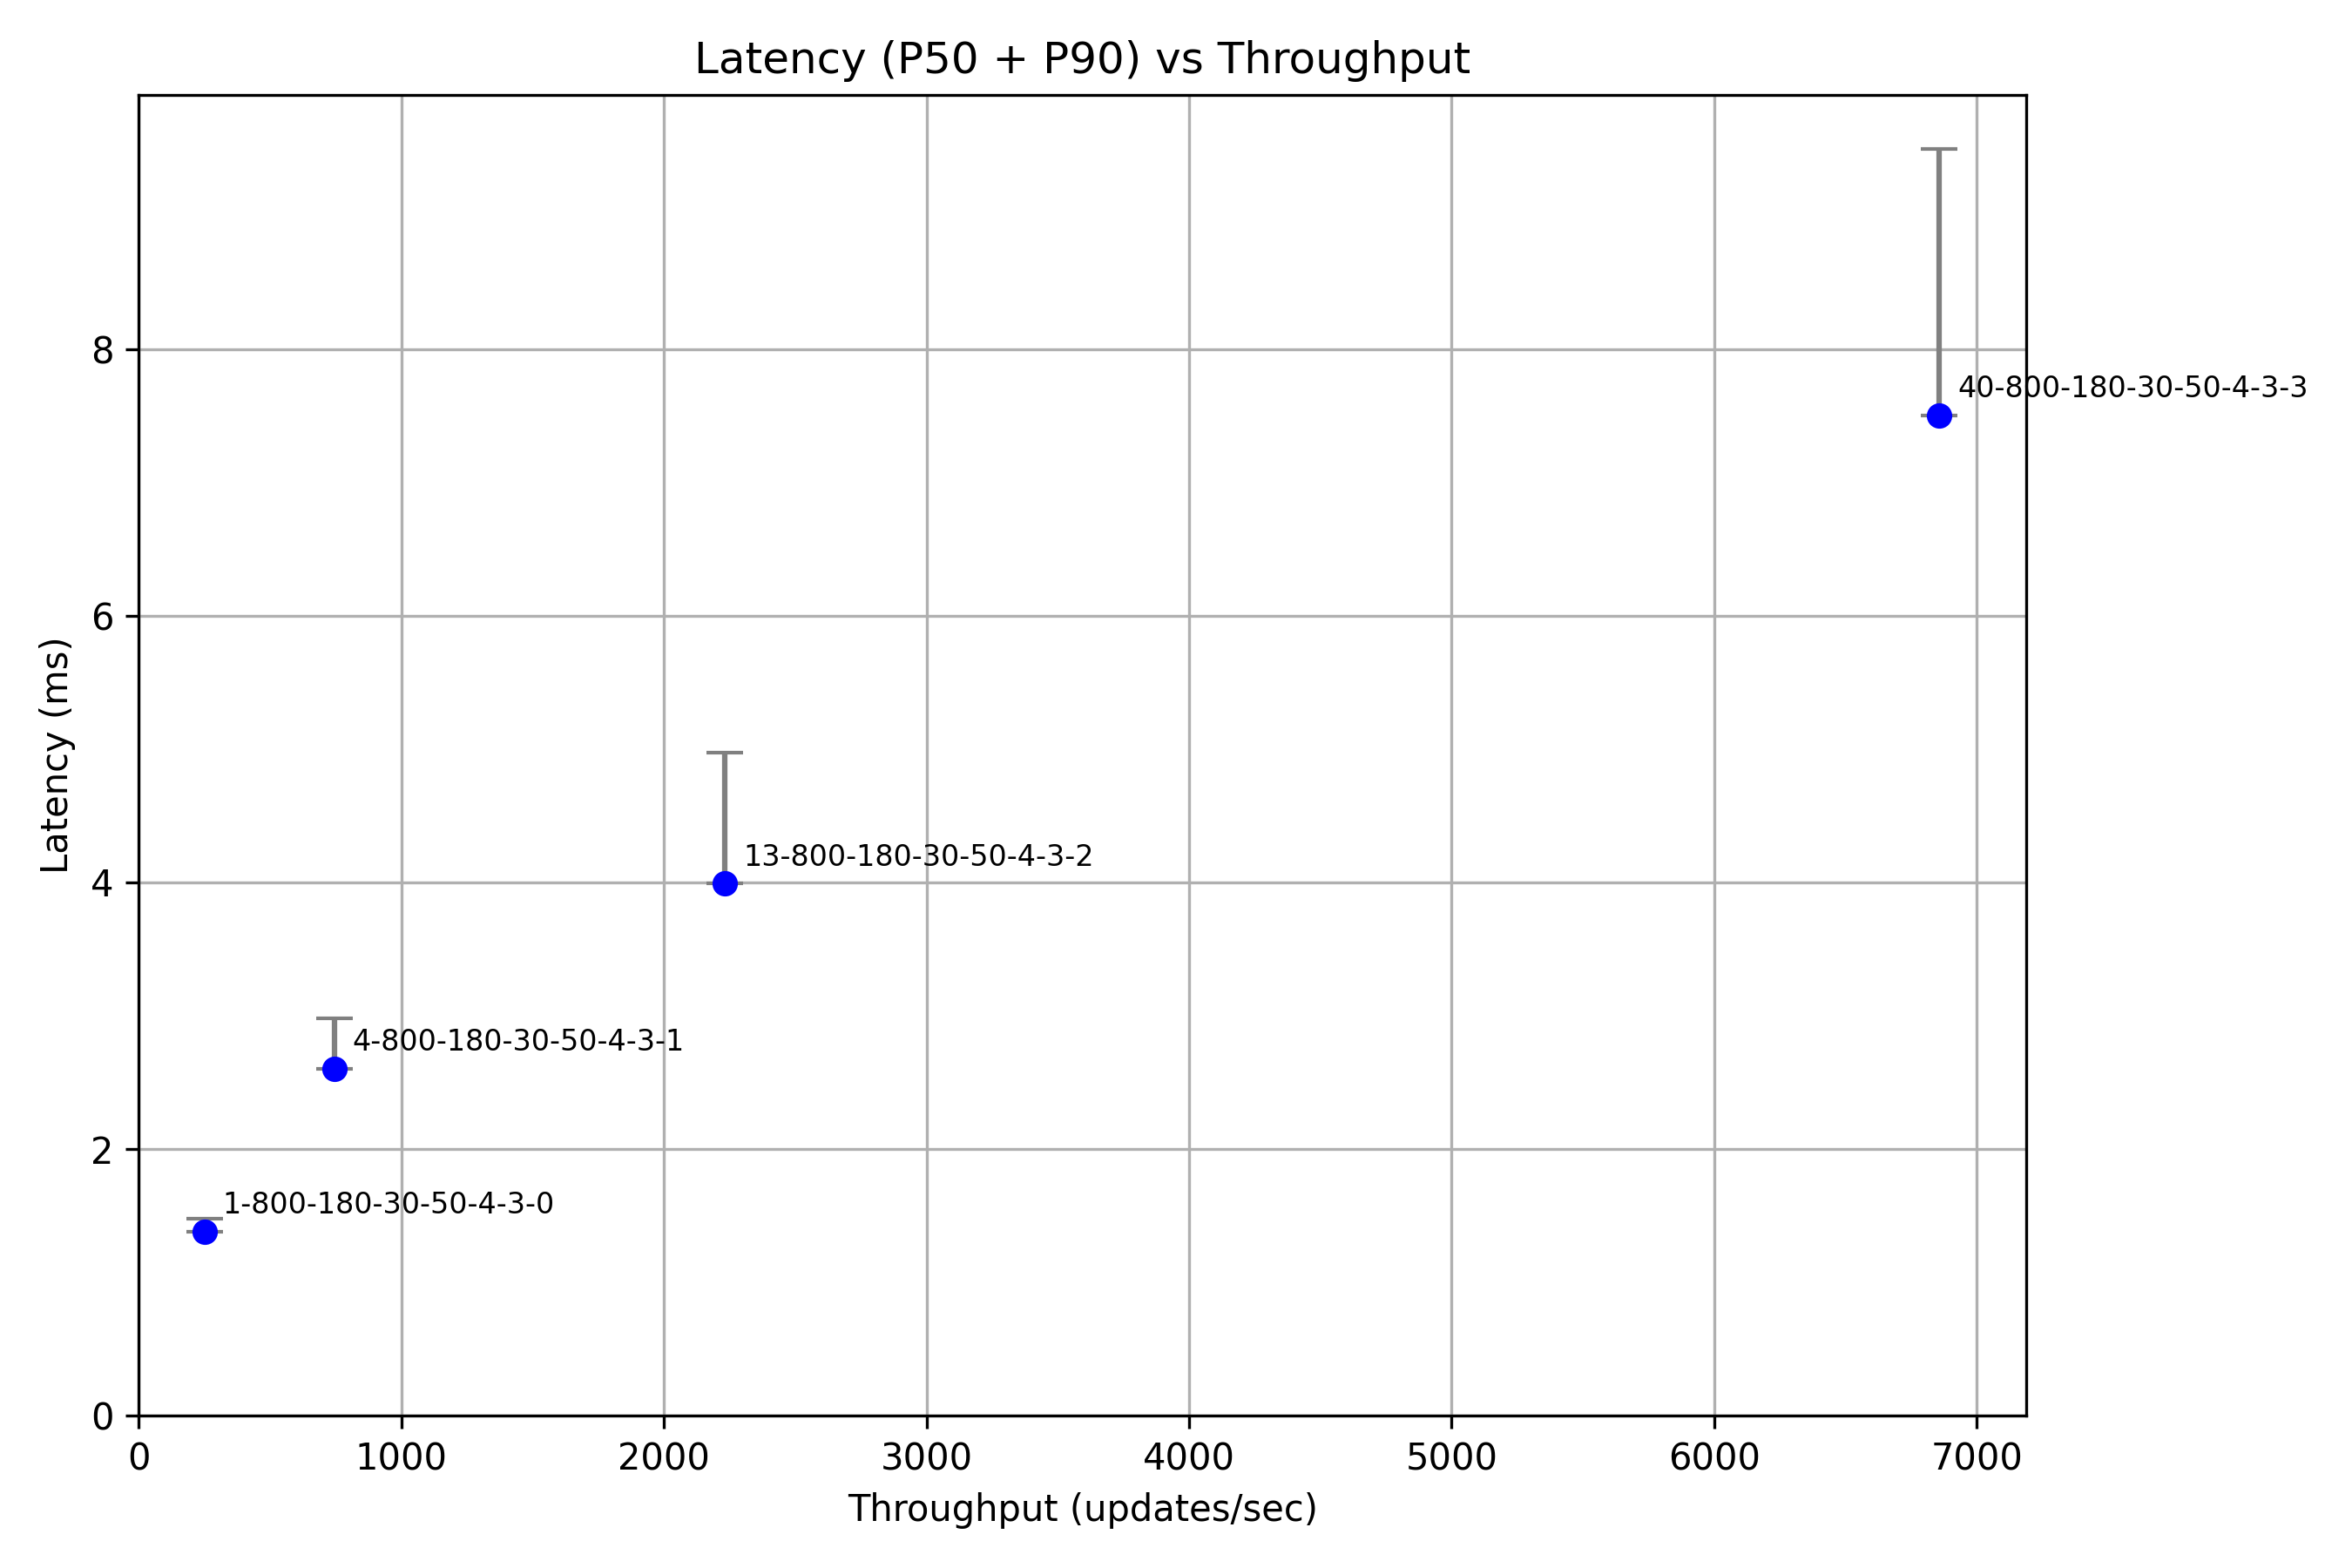 Latency (P50 + P90) vs Throughput
Latency (ms)
8
6
4
2
0
40-800-180-30-50-4-3-3
13-800-180-30-50-4-3-2
4-800-180-30-50-4-3-1
1-800-180-30-50-4-3-0
0 1000 2000 3000 4000 5000 6000 7000
Throughput (updates/sec)